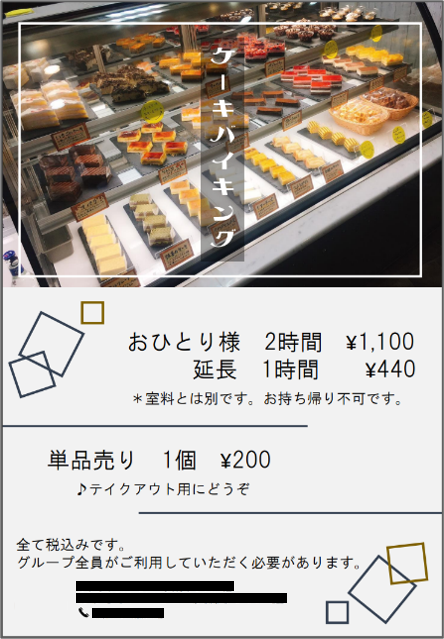 ケーキバイキング
おひとり様 2時間 ¥1,100
延長 1時間 ¥440
＊室料とは別です。お持ち帰り不可です。
単品売り 1個 ¥200
♪テイクアウト用にどうぞ
全て税込みです。
グループ全員がご利用していただく必要があります。